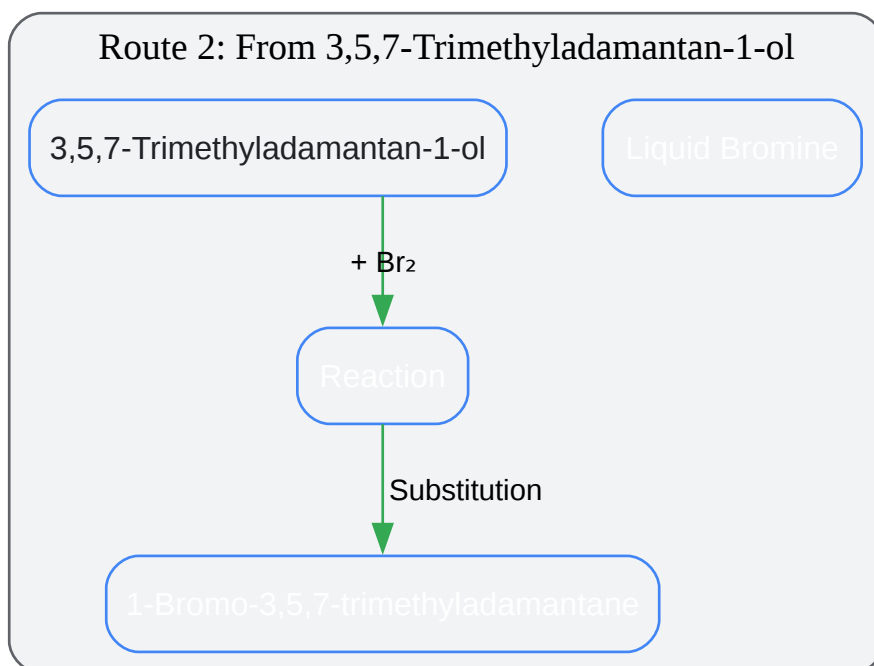 Route 2: From 3,5,7-Trimethyladamantan-1-ol
3,5,7-Trimethyladamantan-1-ol
Liquid Bromine
+ Br₂
Reaction
Substitution
1-Bromo-3,5,7-trimethyladamantane